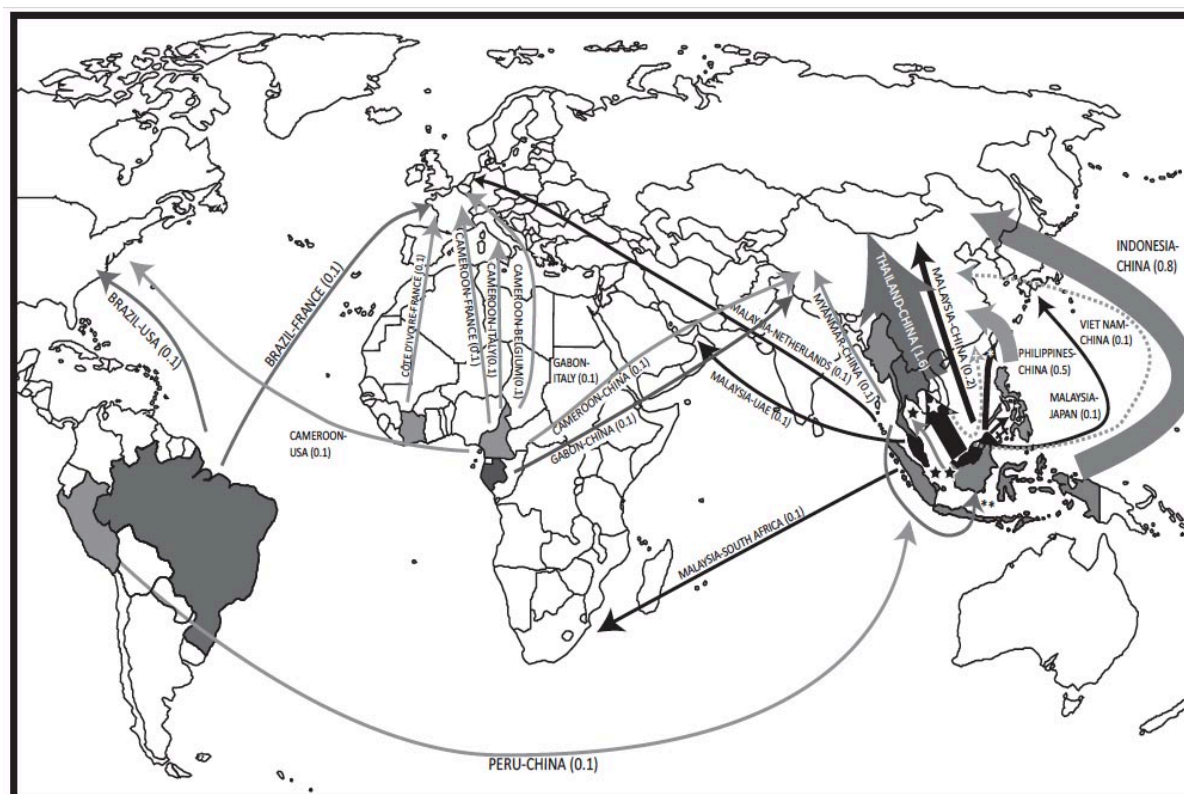 INDONESIA-
CHINA (0.8)
BRAZIL-USA (0.1)
BRAZIL-FRANCE (0.1)
CÔTE D'IVOIRE-FRANCE (0.1)
CAMEROON-FRANCE (0.1)
CAMEROON-ITALY(0.1)
CAMEROON-BELGIUM(0.1)
GABON-
ITALY (0.1)
CAMEROON-CHINA (0.1)
GABON-CHINA (0.1)
MALAYSIA-NETHERLANDS (0.1)
MALAYSIA-UAE (0.1)
MYANMAR-CHINA (0.1)
THAILAND-CHINA (1.6)
MALAYSIA-CHINA (0.2)
VIET NAM-
CHINA (0.1)
PHILIPPINES-
CHINA (0.5)
MALAYSIA-
JAPAN (0.1)
CAMEROON-
USA (0.1)
**
MALAYSIA-SOUTH AFRICA (0.1)
PERU-CHINA (0.1)